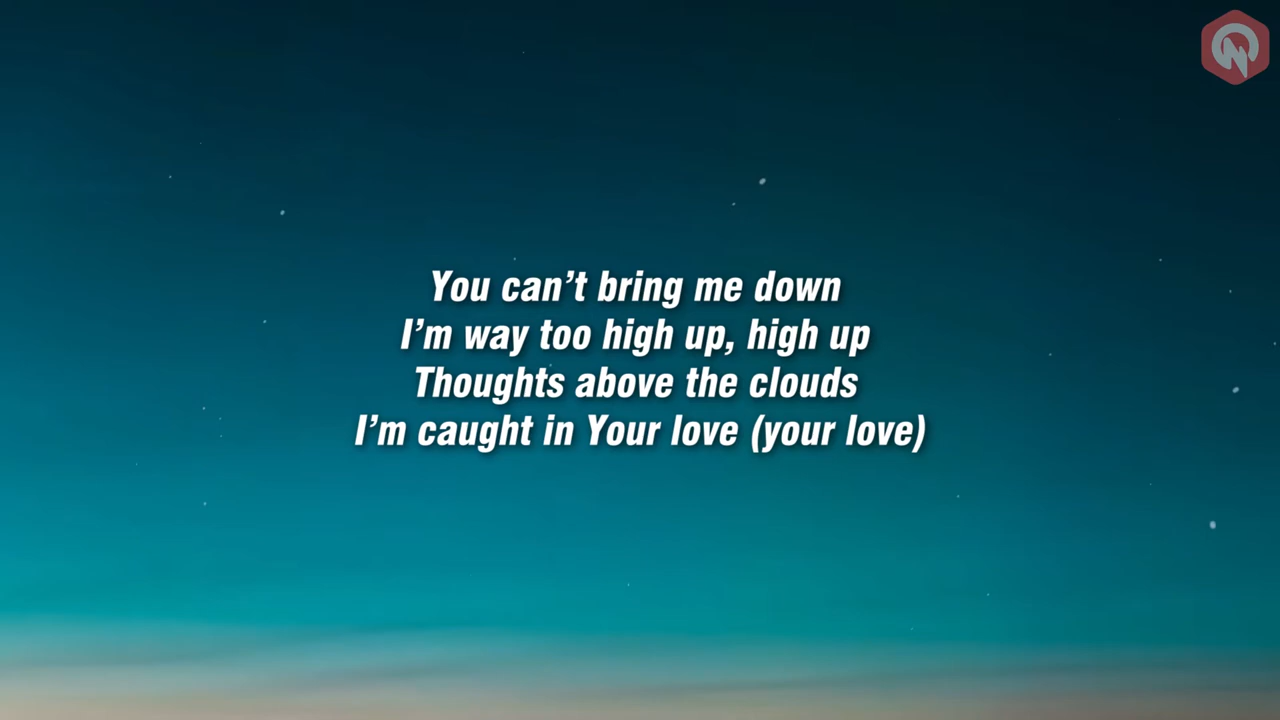 You can’t bring me down
I’m way too high up, high up
Thoughts above the clouds
I’m caught in Your love (your love)